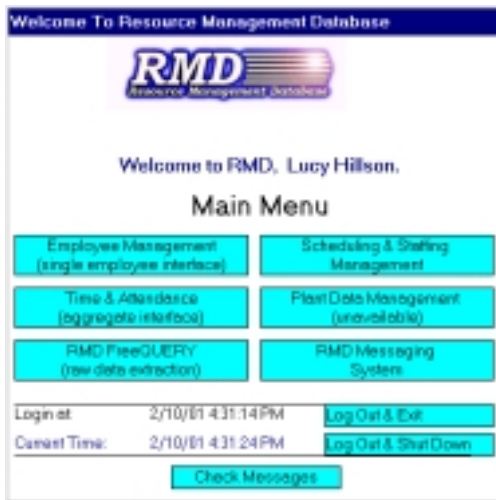 Welcome To Resource Management Database
RMD
Resource Management Database
Welcome to RMD, Lucy Hillson.
Main Menu
Employee Management
(single employee interface)
Scheduling & Staffing
Management
Time & Attendance
(aggregate interface)
Plant Data Management
(unavailable)
RMD FreeQUERY
(raw data extraction)
RMD Messaging
System
Login at 2/10/01 4:31:14 PM Log Out & Exit
Current Time: 2/10/01 4:31:24 PM Log Out & Shut Down
Check Messages